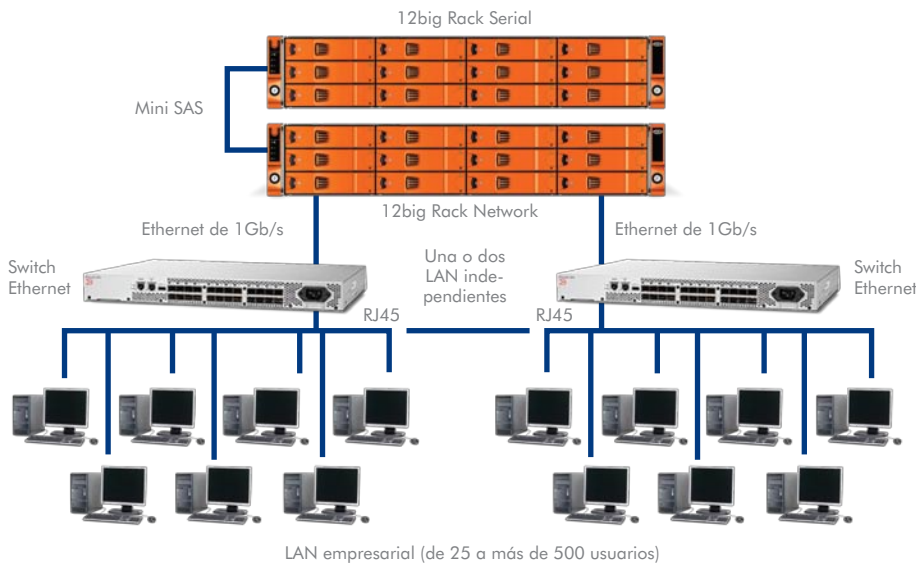 12big Rack Serial
Mini SAS
12big Rack Network
Ethernet de 1Gb/s
Ethernet de 1Gb/s
Switch
Ethernet
Una o dos
LAN inde-
pendientes
Switch
Ethernet
RJ45
RJ45
LAN empresarial (de 25 a más de 500 usuarios)